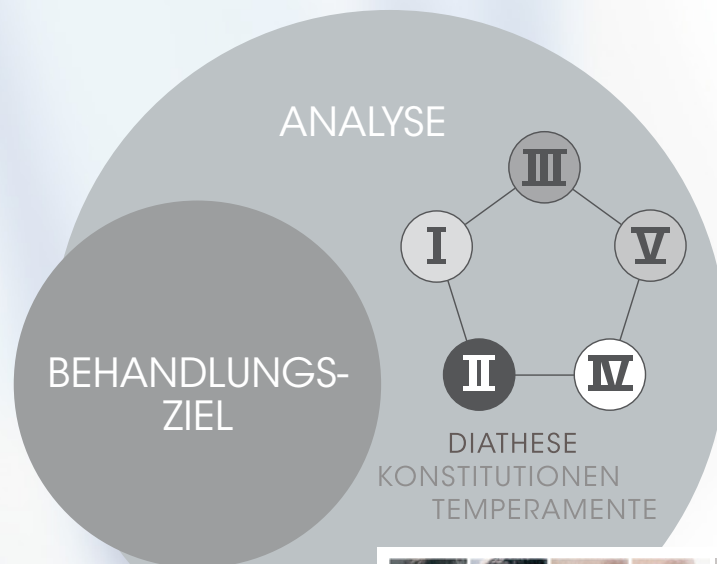 ANALYSE
III
I
V
BEHANDLUNGS-
ZIEL
II
IV
DIATHESE
KONSTITUTIONEN
TEMPERAMENTE